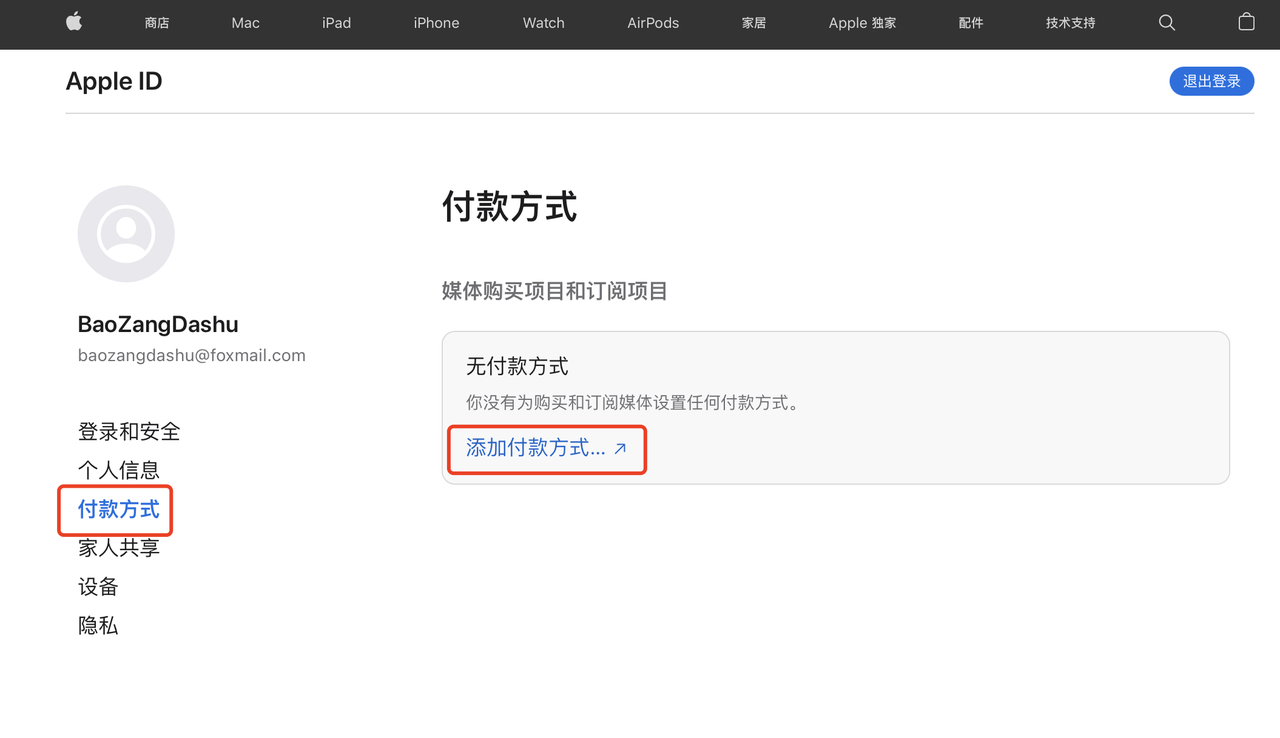 商店 Mac iPad iPhone Watch AirPods 家居 Apple 独家 配件 技术支持
Apple ID 退出登录
BaoZangDashu
baozangdashu@foxmail.com
登录和安全
个人信息
付款方式
家人共享
设备
隐私
付款方式
媒体购买项目和订阅项目
无付款方式
你没有为购买和订阅媒体设置任何付款方式。
添加付款方式... ↗